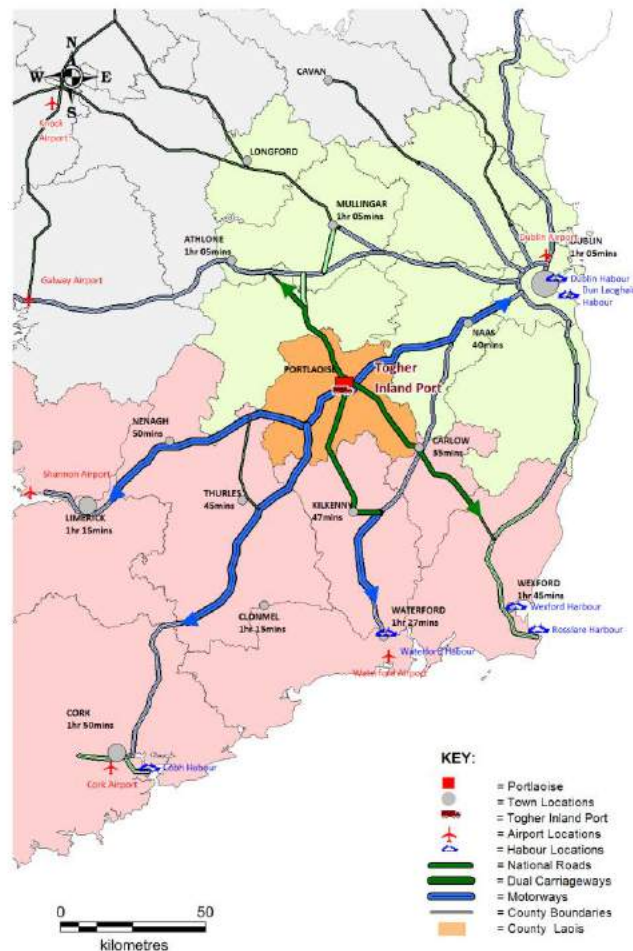 N
W E
S
CAVAN
Knock
Airport
LONGFORD
MULLINGAR
1hr 05mins
ATHLONE
1hr 05mins
Dublin Airport
DUBLIN
1hr 05mins
Dublin Habour
Dun Laoghaire
Habour
Galway Airport
NAAS
40mins
PORTLAOISE
Togher
Inland Port
NENAGH
50mins
CARLOW
35mins
Shannon Airport
THURLES
45mins
KILKENNY
47mins
LIMERICK
1hr 15mins
WEXFORD
1hr 45mins
Wexford Harbour
CLONMEL
1hr 15mins
WATERFORD
1hr 27mins
Rosslare Harbour
Waterford Habour
Waterford Airport
CORK
1hr 50mins
Cobh Habour
Cork Airport
KEY:
= Portlaoise
= Town Locations
= Togher Inland Port
= Airport Locations
= Habour Locations
= National Roads
= Dual Carriageways
= Motorways
= County Boundaries
= County Laois
0 50
kilometres